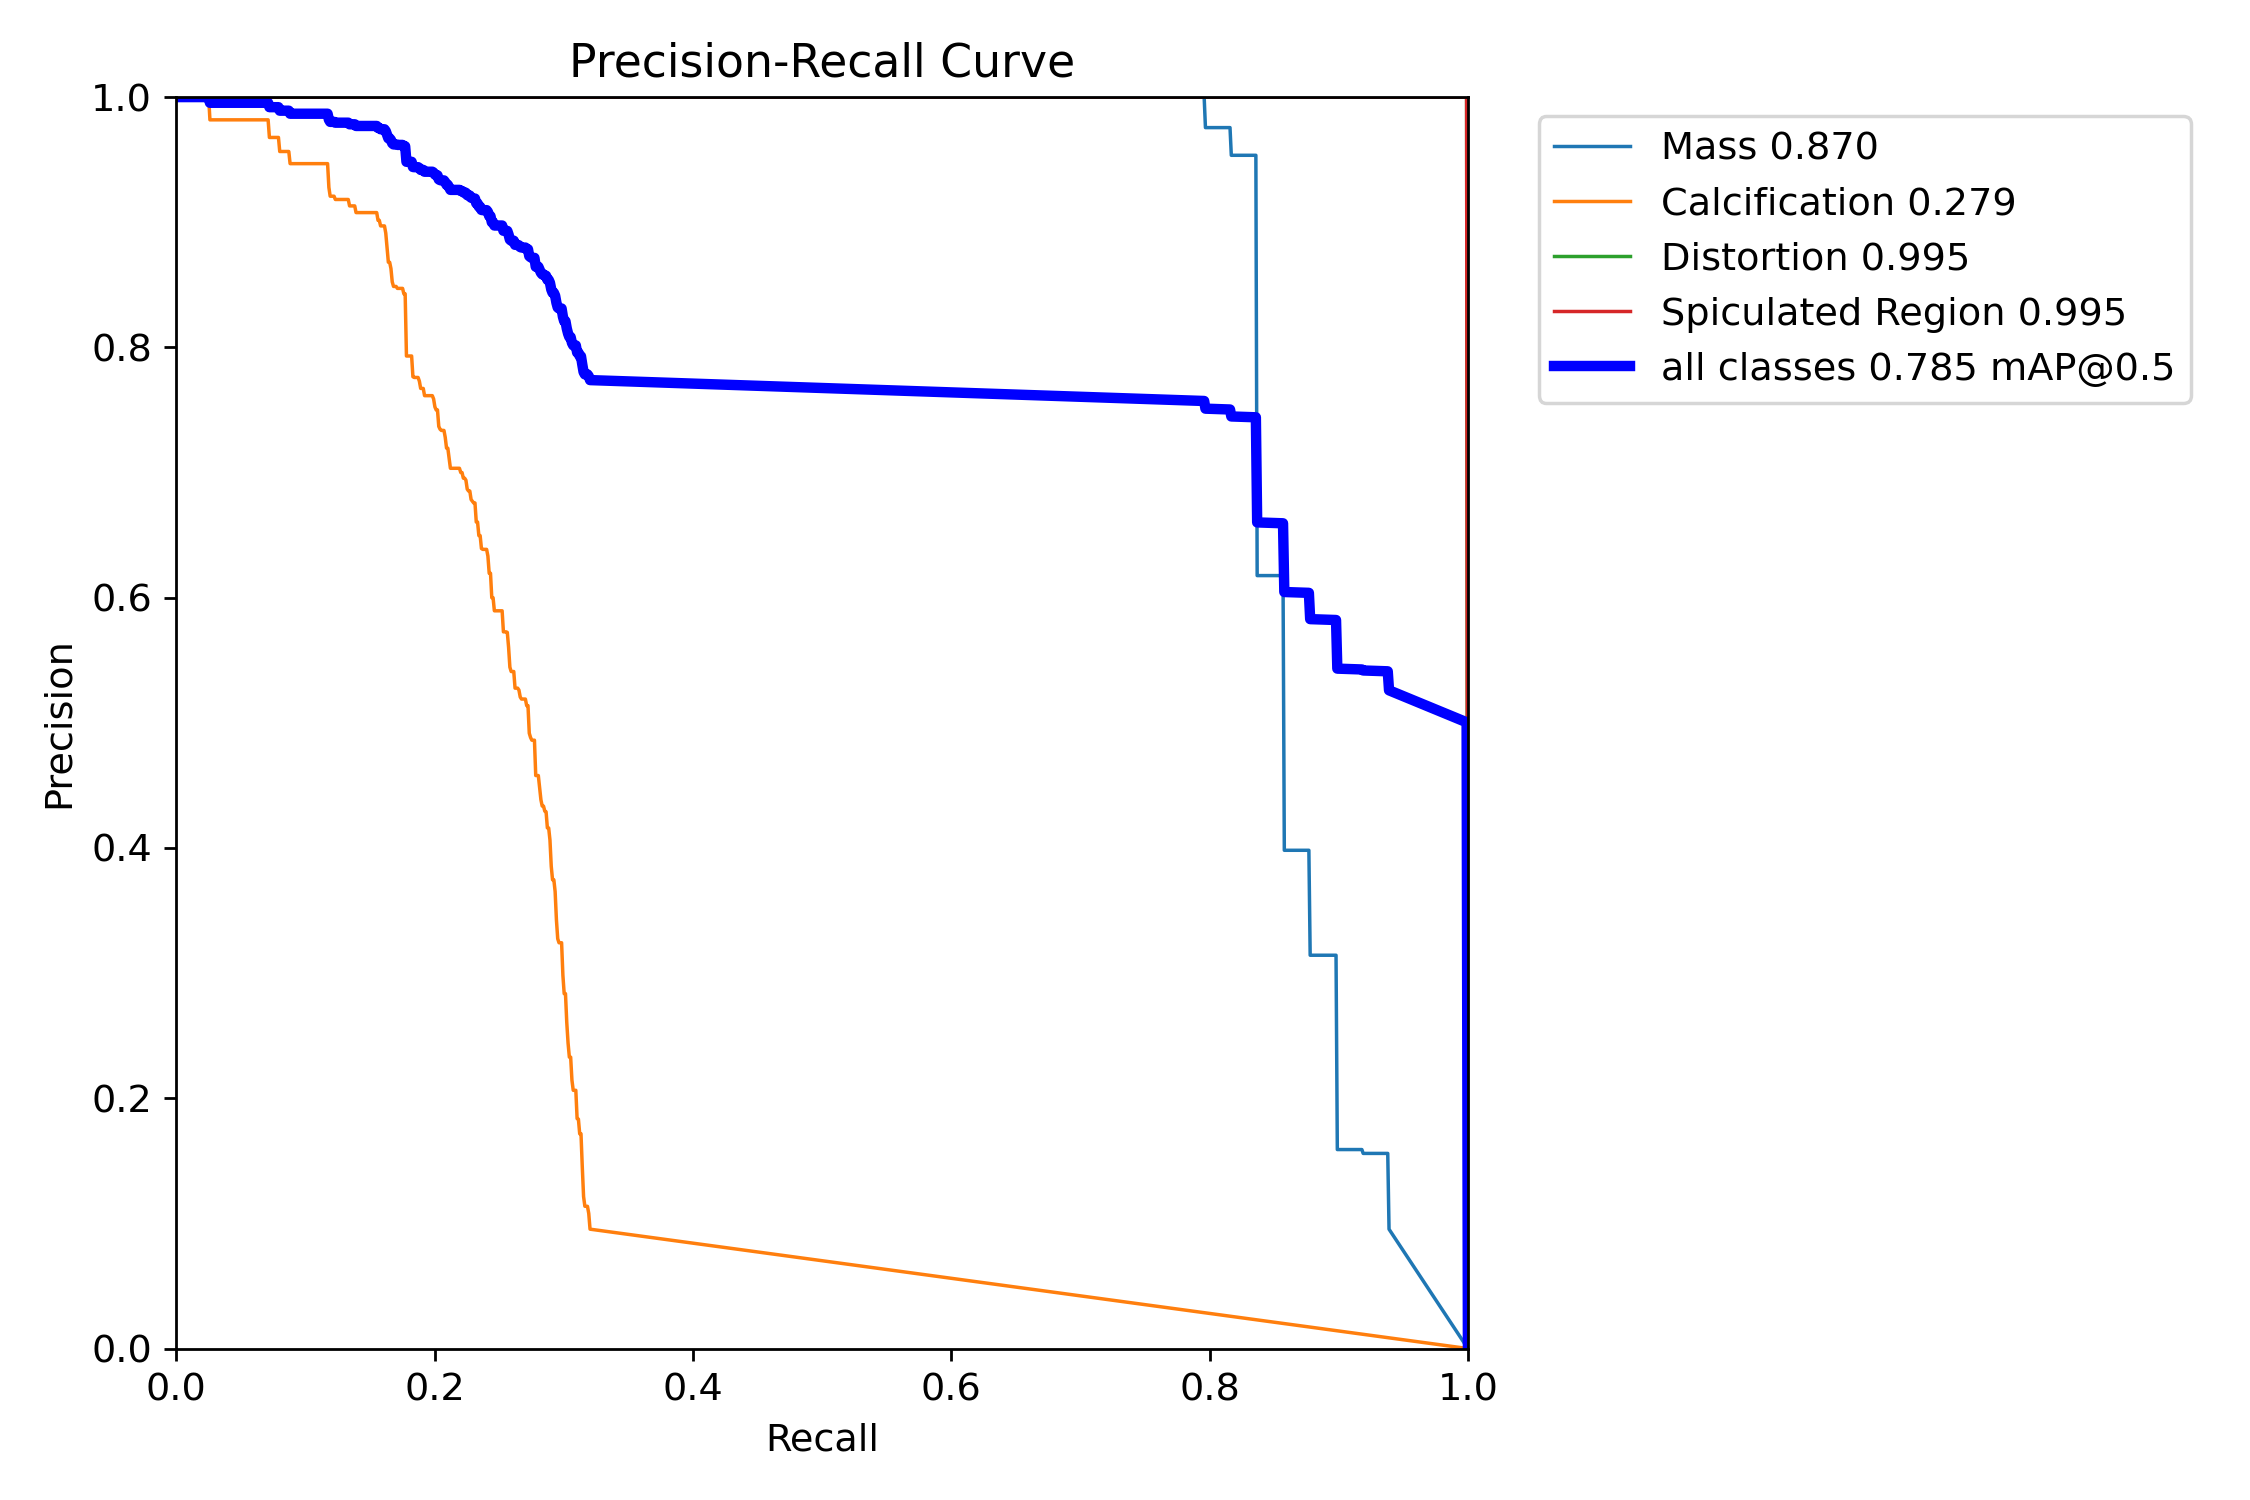 Precision-Recall Curve
1.0
0.8
0.6
0.4
0.2
0.0
Precision
0.0 0.2 0.4 0.6 0.8 1.0
Recall
Mass 0.870
Calcification 0.279
Distortion 0.995
Spiculated Region 0.995
all classes 0.785 mAP@0.5